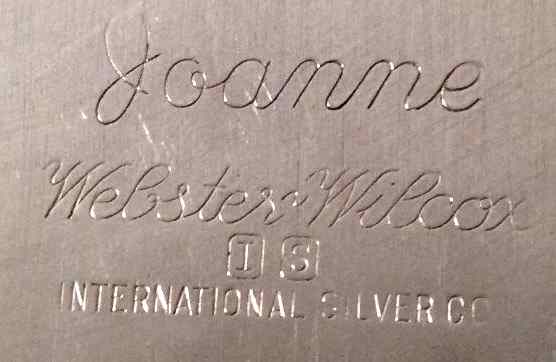 Joanne
Webster-Wilcox
I S
INTERNATIONAL SILVER CO